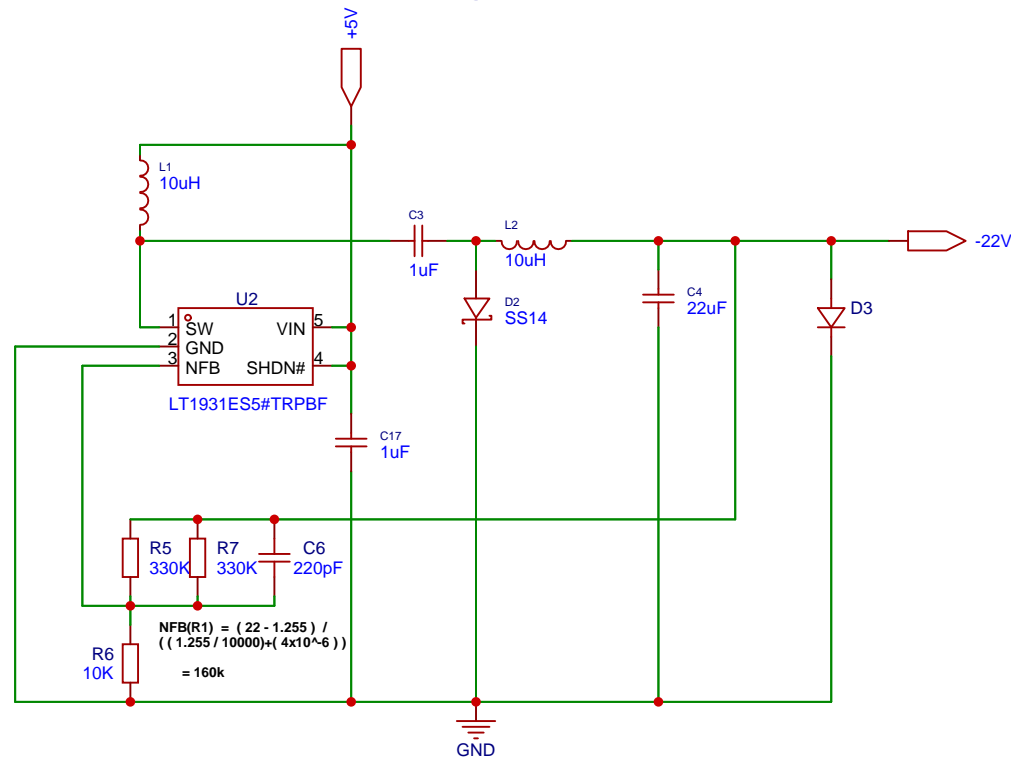 +5V
L1
10uH
C3
1uF
L2
10uH
-22V
D2
SS14
C4
22uF
D3
U2
1
SW
VIN
5
2
GND
3
NFB
SHDN#
4
LT1931ES5#TRPBF
C17
1uF
R5
330K
R7
330K
C6
220pF
NFB(R1) = ( 22 - 1.255 ) /
( ( 1.255 / 10000)+( 4x10^-6 ) )
= 160k
R6
10K
GND